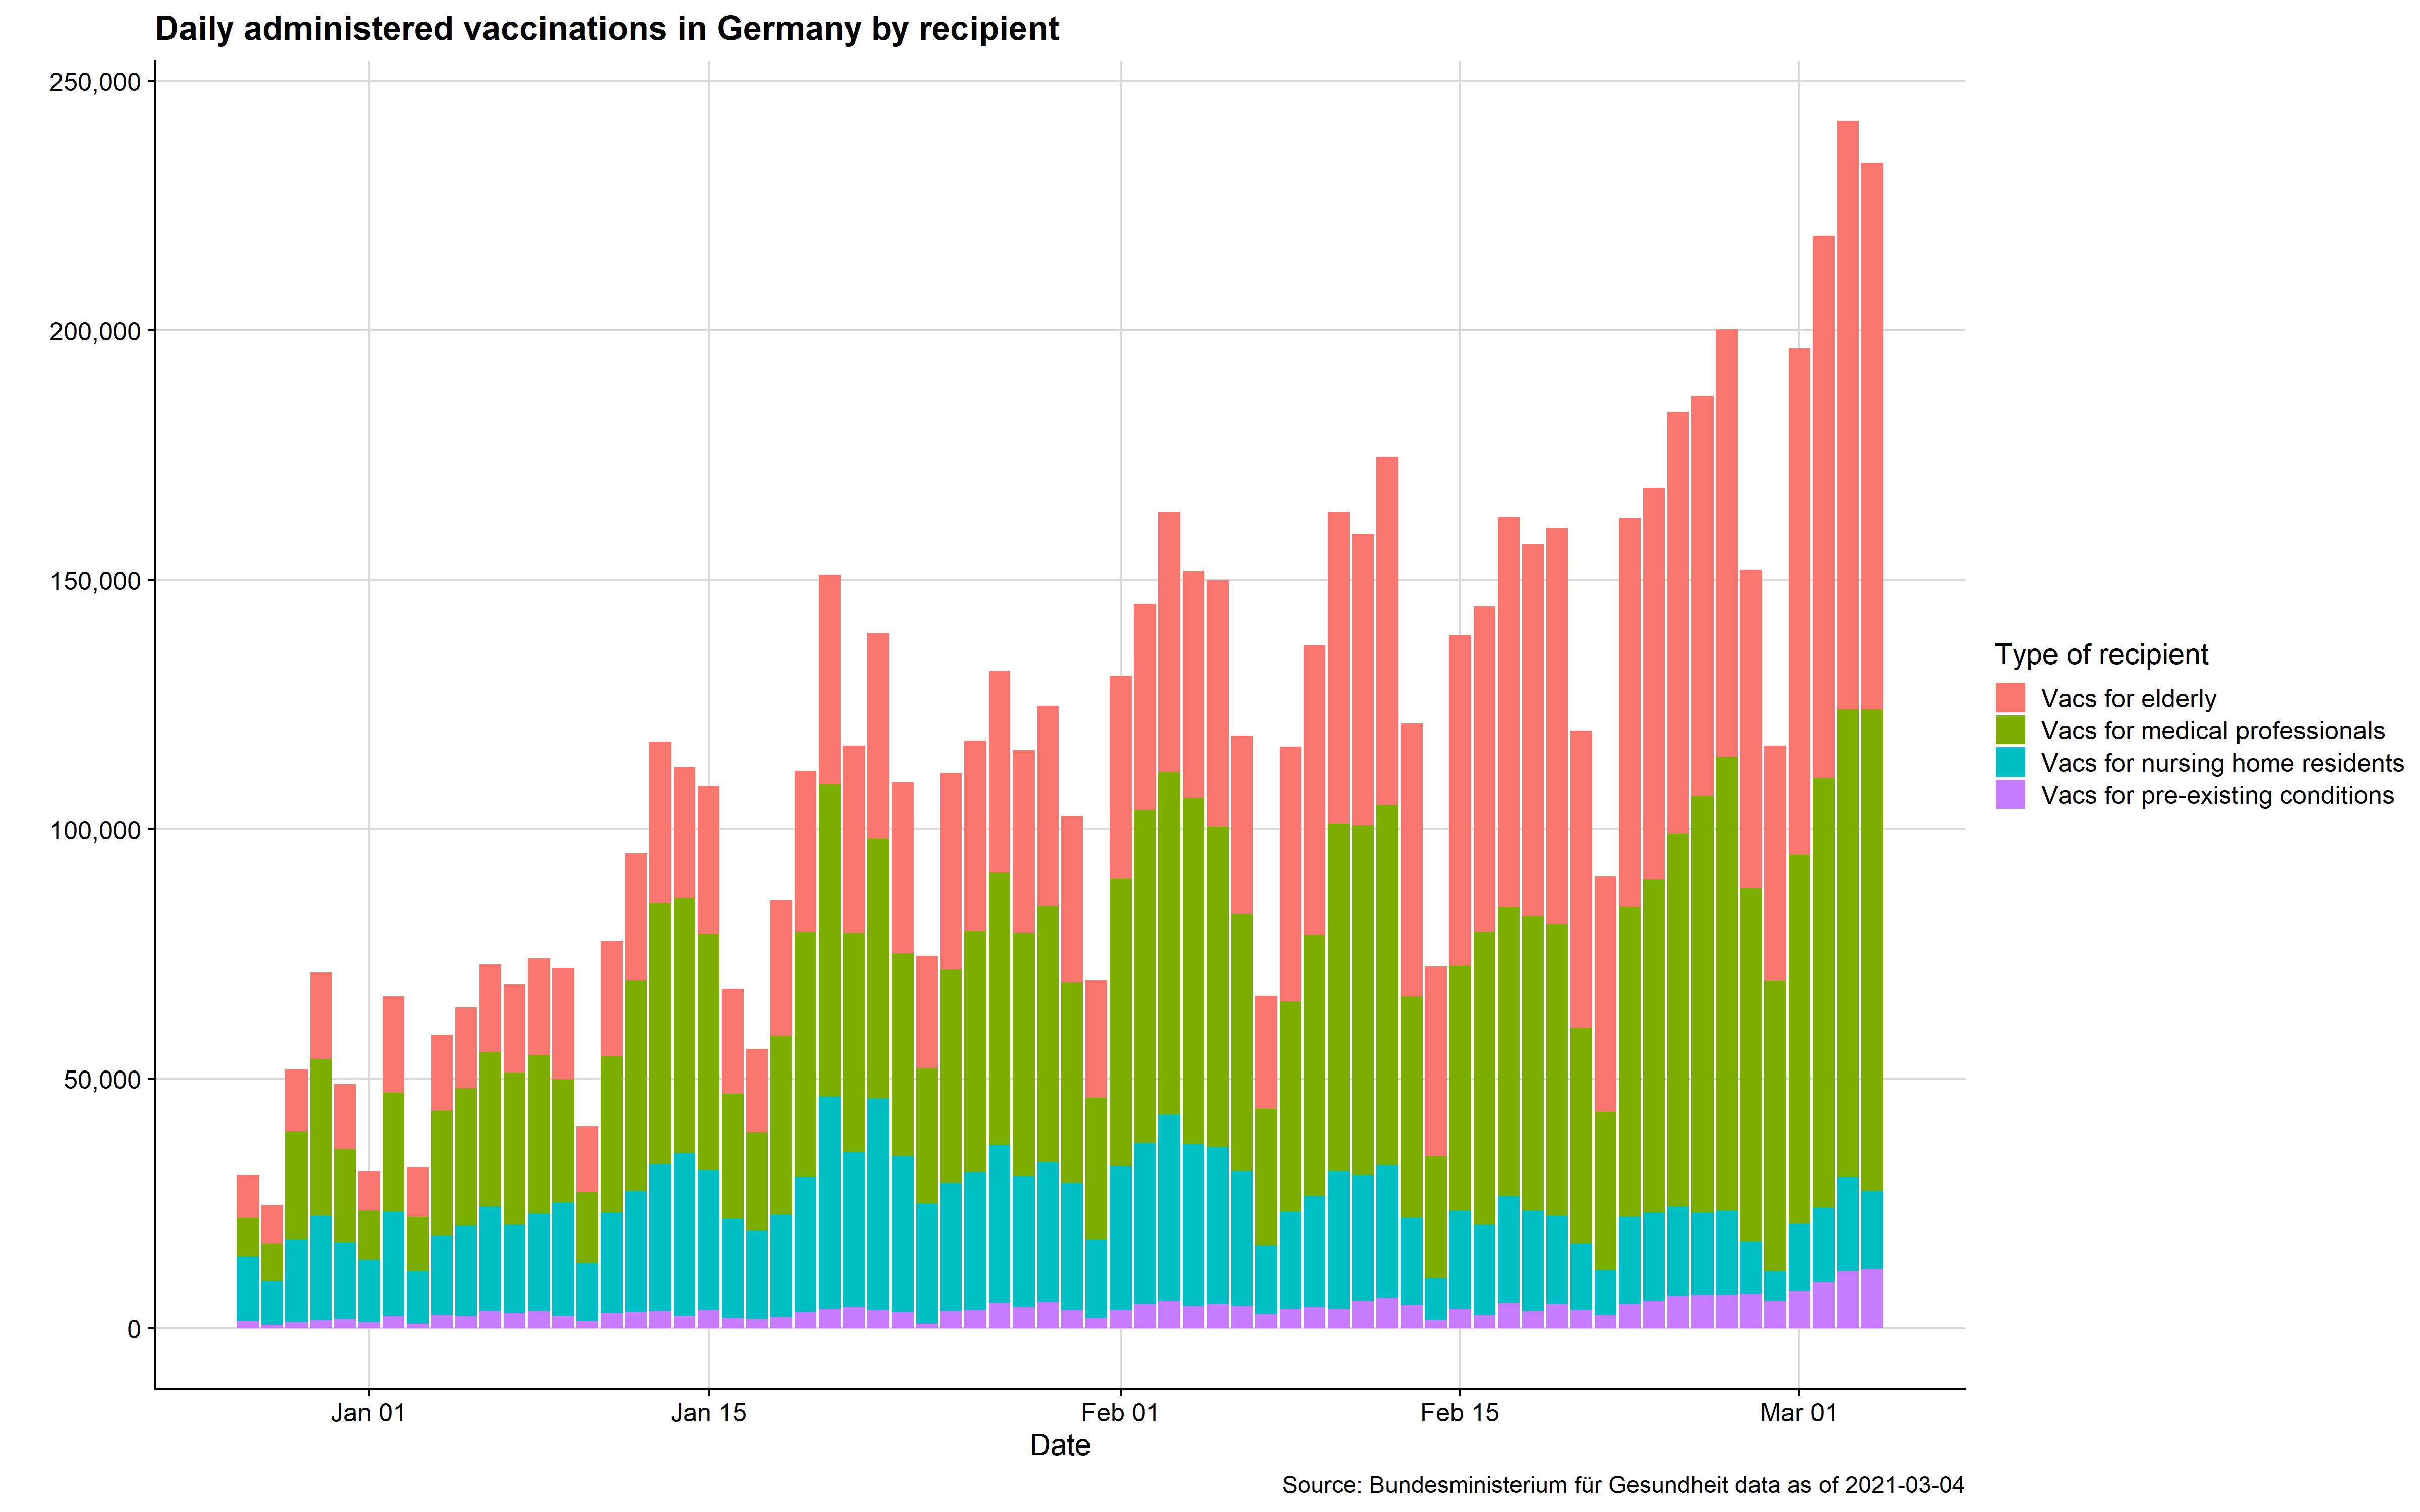 Daily administered vaccinations in Germany by recipient
250,000
200,000
150,000
100,000
50,000
0
Jan 01
Jan 15
Feb 01
Feb 15
Mar 01
Date
Type of recipient
Vacs for elderly
Vacs for medical professionals
Vacs for nursing home residents
Vacs for pre-existing conditions
Source: Bundesministerium für Gesundheit data as of 2021-03-04